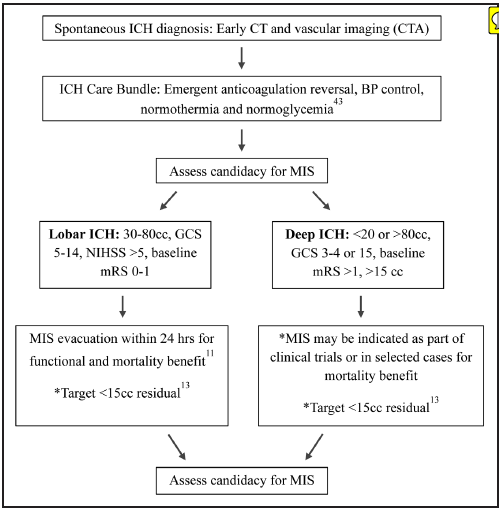 Spontaneous ICH diagnosis: Early CT and vascular imaging (CTA)
ICH Care Bundle: Emergent anticoagulation reversal, BP control,
normothermia and normoglycemia43
Assess candidacy for MIS
Lobar ICH: 30-80cc, GCS
5-14, NIHSS >5, baseline
mRS 0-1
Deep ICH: <20 or >80cc,
GCS 3-4 or 15, baseline
mRS >1, >15 cc
MIS evacuation within 24 hrs for
functional and mortality benefit11
*Target <15cc residual13
*MIS may be indicated as part of
clinical trials or in selected cases for
mortality benefit
*Target <15cc residual13
Assess candidacy for MIS